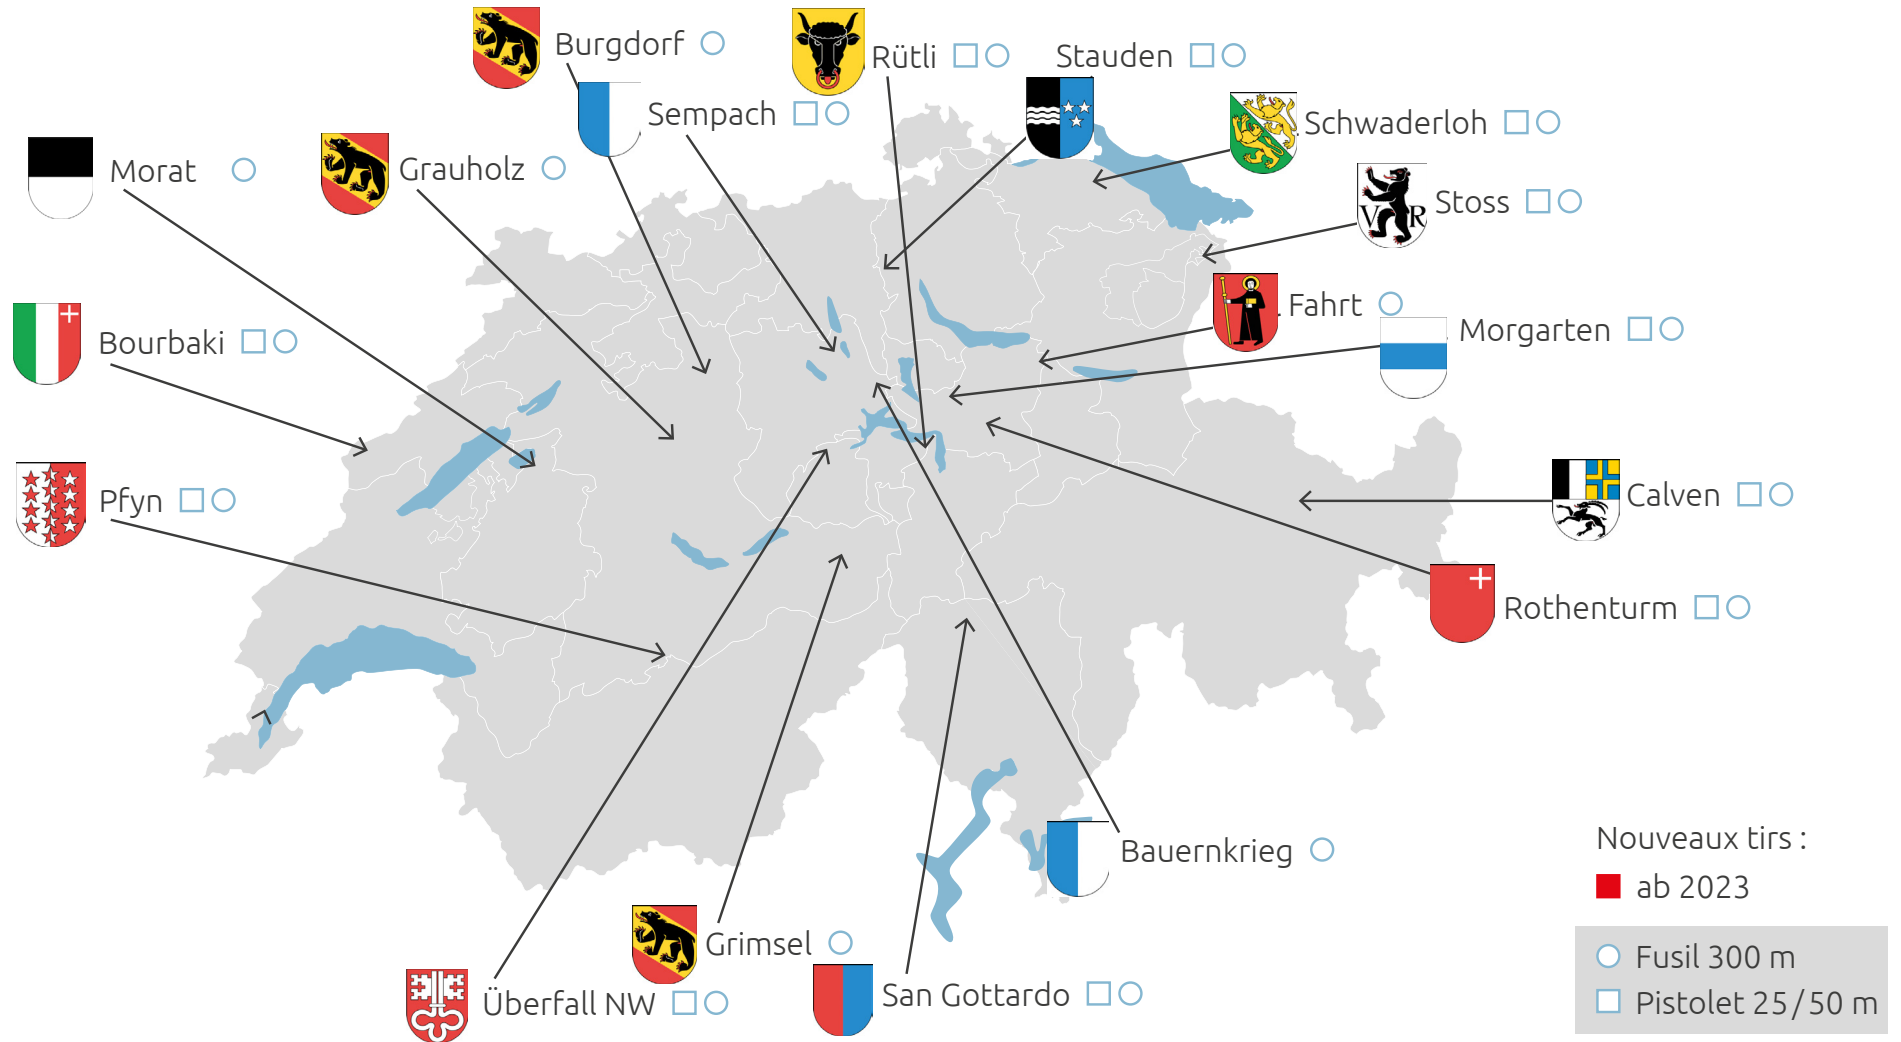 Burgdorf
Rütli
Stauden
Sempach
Schwaderloh
Morat
Grauholz
Stoss
V R
Fahrt
Morgarten
Bourbaki
Pfyn
Calven
Rothenturm
Bauernkrieg
Grimsel
Überfall NW
San Gottardo
Nouveaux tirs :
ab 2023
Fusil 300 m
Pistolet 25/50 m